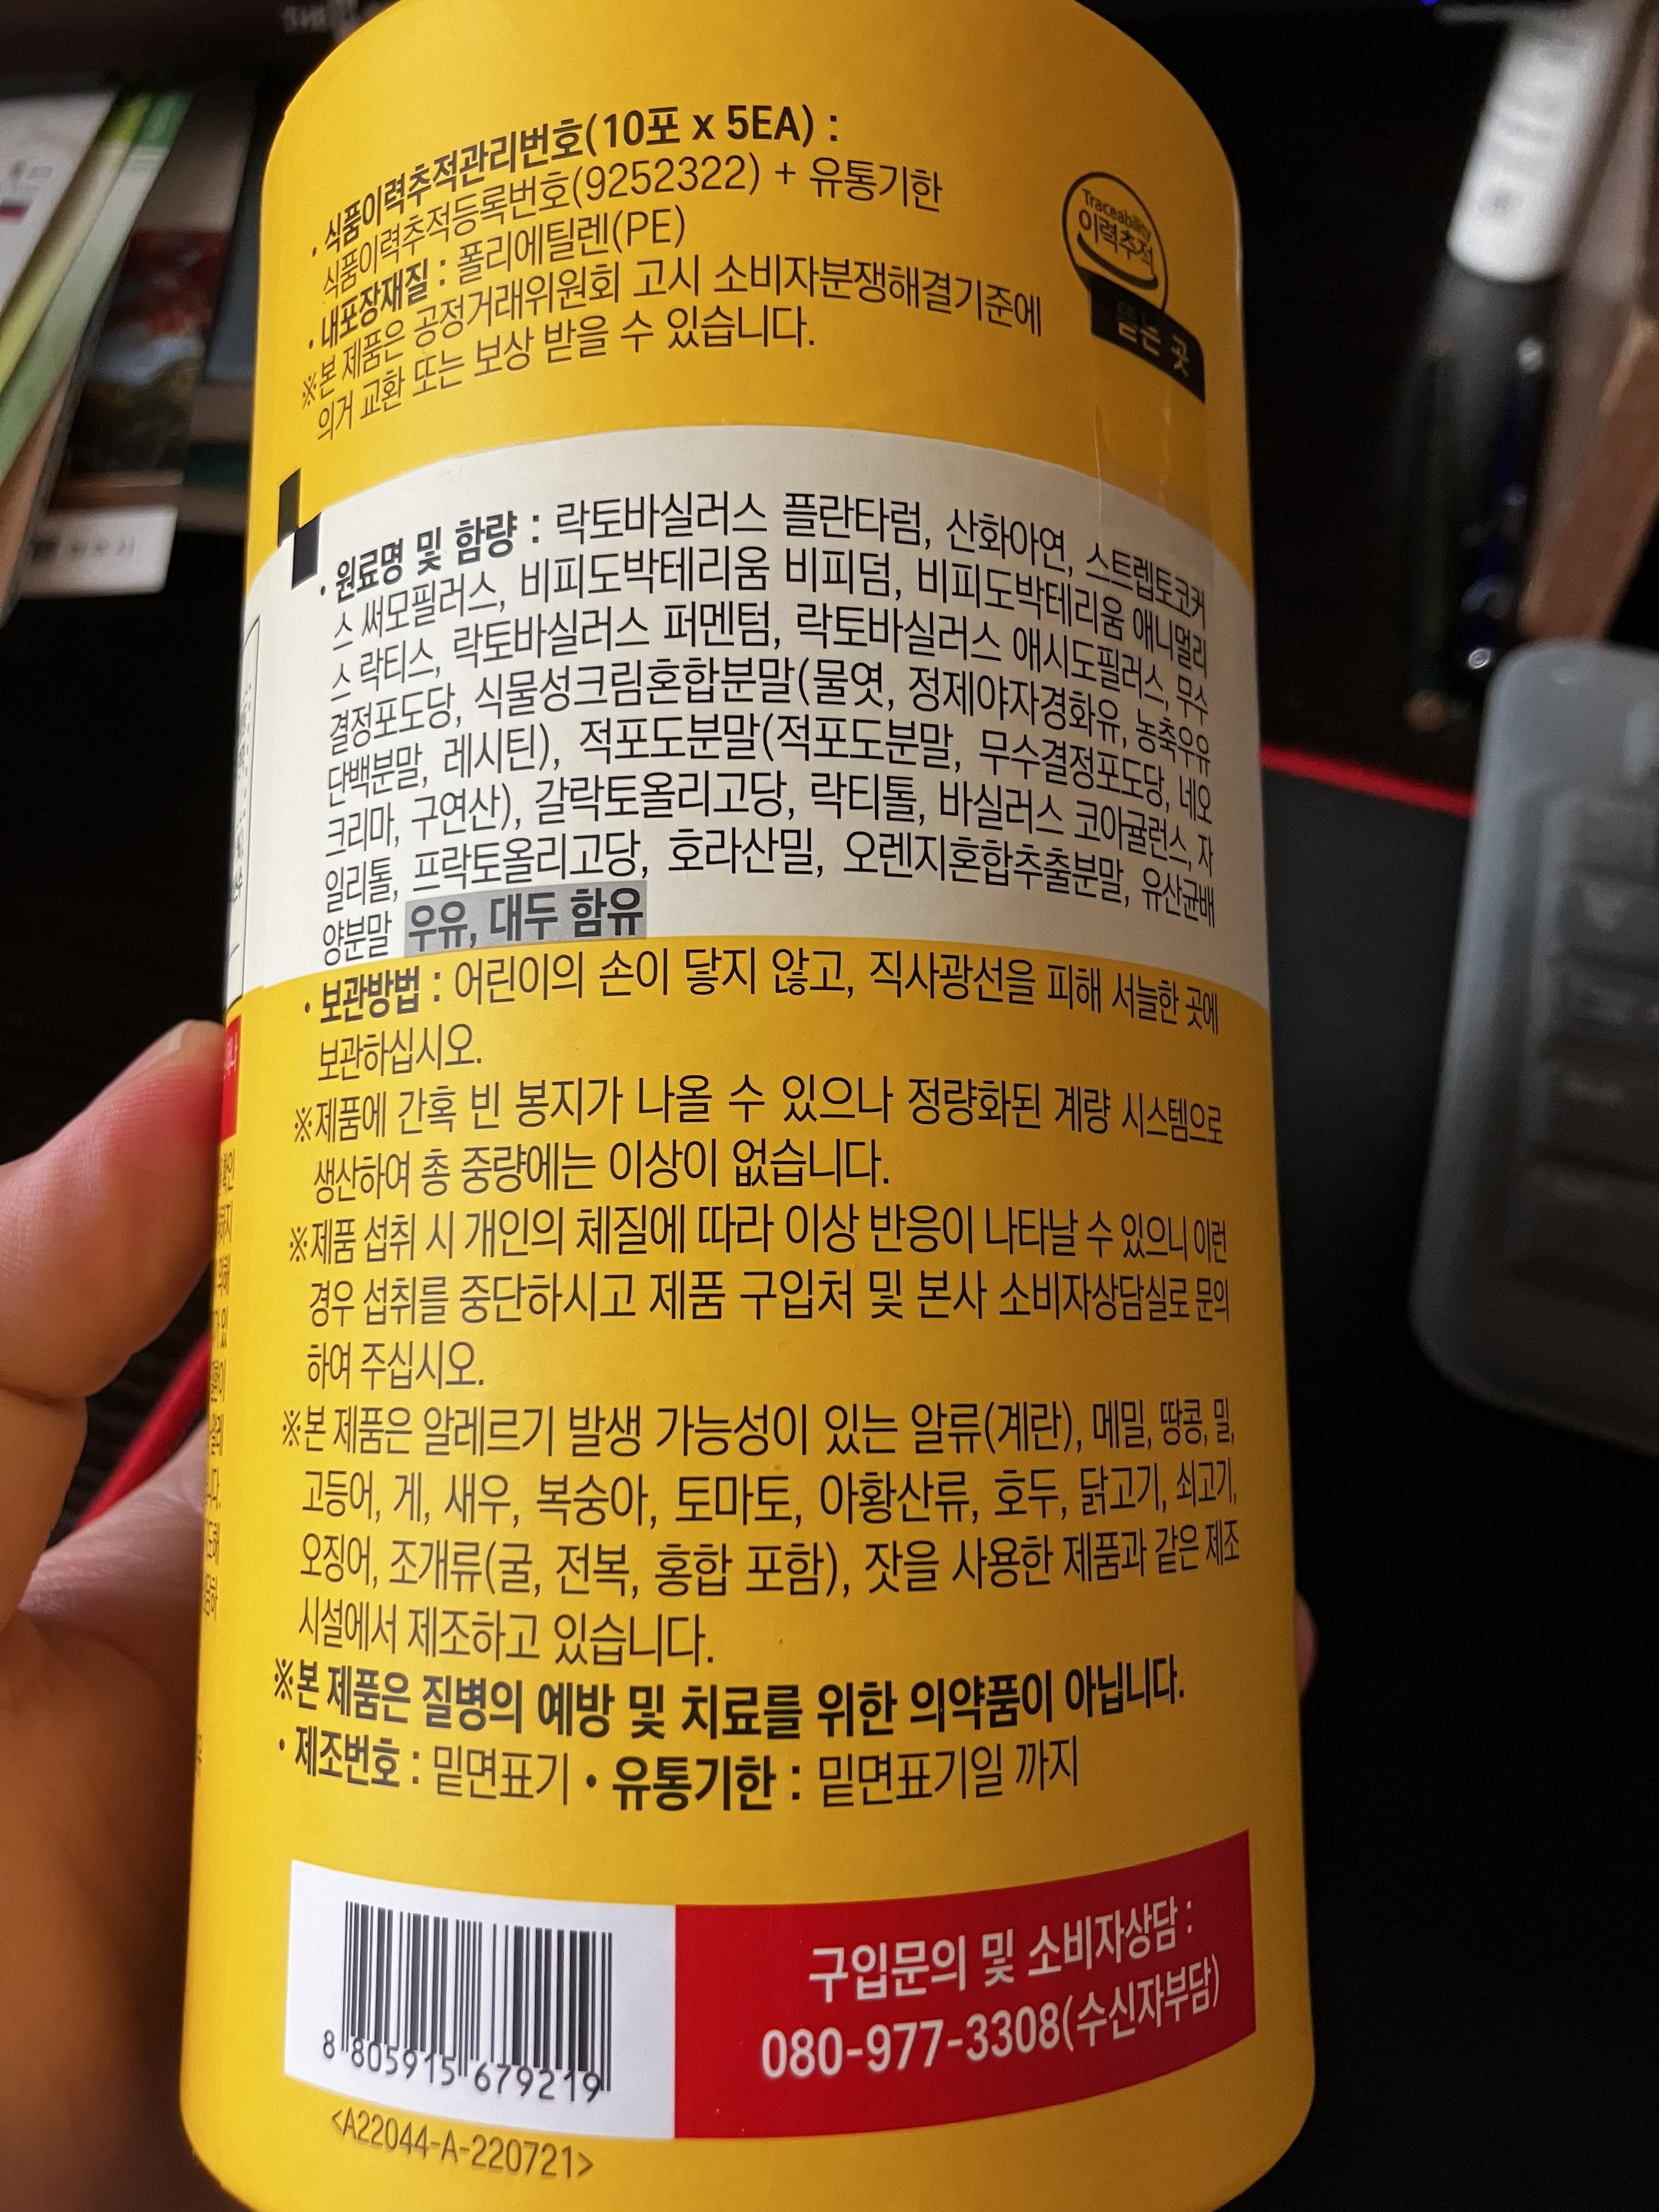 · 식품이력추적관리번호(10포 x 5EA) :
식품이력추적등록번호(9252322) + 유통기한
· 내포장재질 : 폴리에틸렌(PE)
※본 제품은 공정거래위원회 고시 소비자분쟁해결기준에
의거 교환 또는 보상 받을 수 있습니다.
Traceability
이력추적
뜯는 곳
· 원료명 및 함량 : 락토바실러스 플란타럼, 산화아연, 스트렙토코커
스 써모필러스, 비피도박테리움 비피덤, 비피도박테리움 애니멀리
스 락티스, 락토바실러스 퍼멘텀, 락토바실러스 애시도필러스, 무수
결정포도당, 식물성크림혼합분말(물엿, 정제야자경화유, 농축우유
단백분말, 레시틴), 적포도분말(적포도분말, 무수결정포도당, 네오
크리마, 구연산), 갈락토올리고당, 락티톨, 바실러스 코아귤런스, 자
일리톨, 프락토올리고당, 호라산밀, 오렌지혼합추출분말, 유산균배
양분말 우유, 대두 함유
· 보관방법 : 어린이의 손이 닿지 않고, 직사광선을 피해 서늘한 곳에
보관하십시오.
※제품에 간혹 빈 봉지가 나올 수 있으나 정량화된 계량 시스템으로
생산하여 총 중량에는 이상이 없습니다.
※제품 섭취 시 개인의 체질에 따라 이상 반응이 나타날 수 있으니 이런
경우 섭취를 중단하시고 제품 구입처 및 본사 소비자상담실로 문의
하여 주십시오.
※본 제품은 알레르기 발생 가능성이 있는 알류(계란), 메밀, 땅콩, 밀,
고등어, 게, 새우, 복숭아, 토마토, 아황산류, 호두, 닭고기, 쇠고기,
오징어, 조개류(굴, 전복, 홍합 포함), 잣을 사용한 제품과 같은 제조
시설에서 제조하고 있습니다.
※본 제품은 질병의 예방 및 치료를 위한 의약품이 아닙니다.
· 제조번호 : 밑면표기 · 유통기한 : 밑면표기일 까지
구입문의 및 소비자상담 :
080-977-3308(수신자부담)
8 805915 679219
<A22044-A-220721>